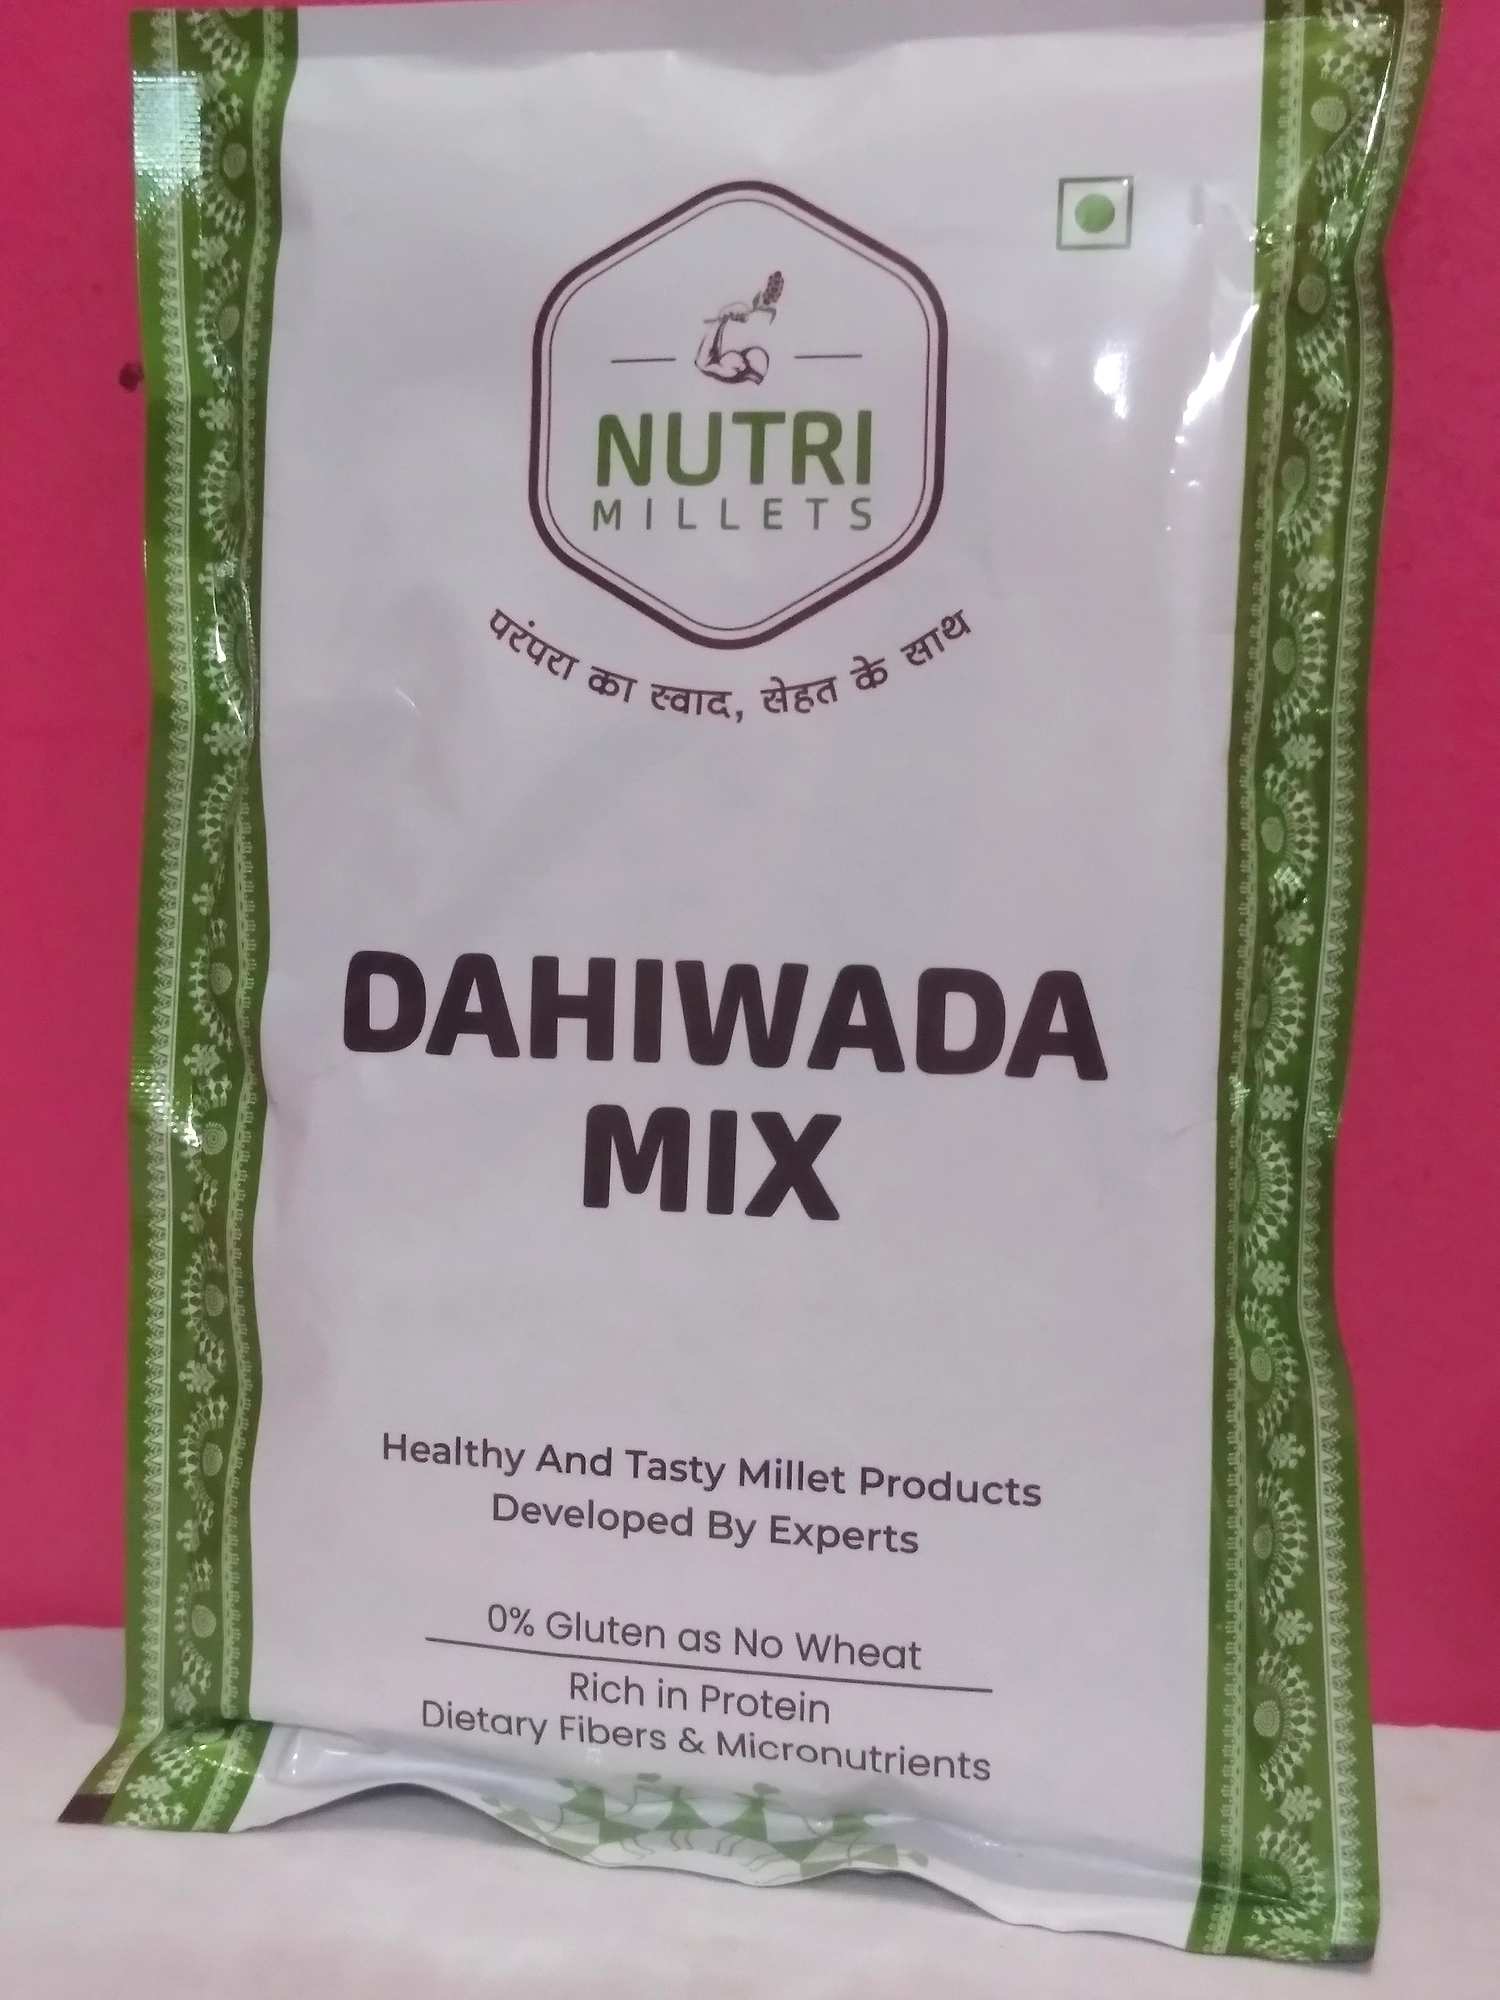 NUTRI
MILLETS
परंपरा का स्वाद, सेहत के साथ
DAHIWADA
MIX
Healthy And Tasty Millet Products
Developed By Experts
0% Gluten as No Wheat
Rich in Protein
Dietary Fibers & Micronutrients